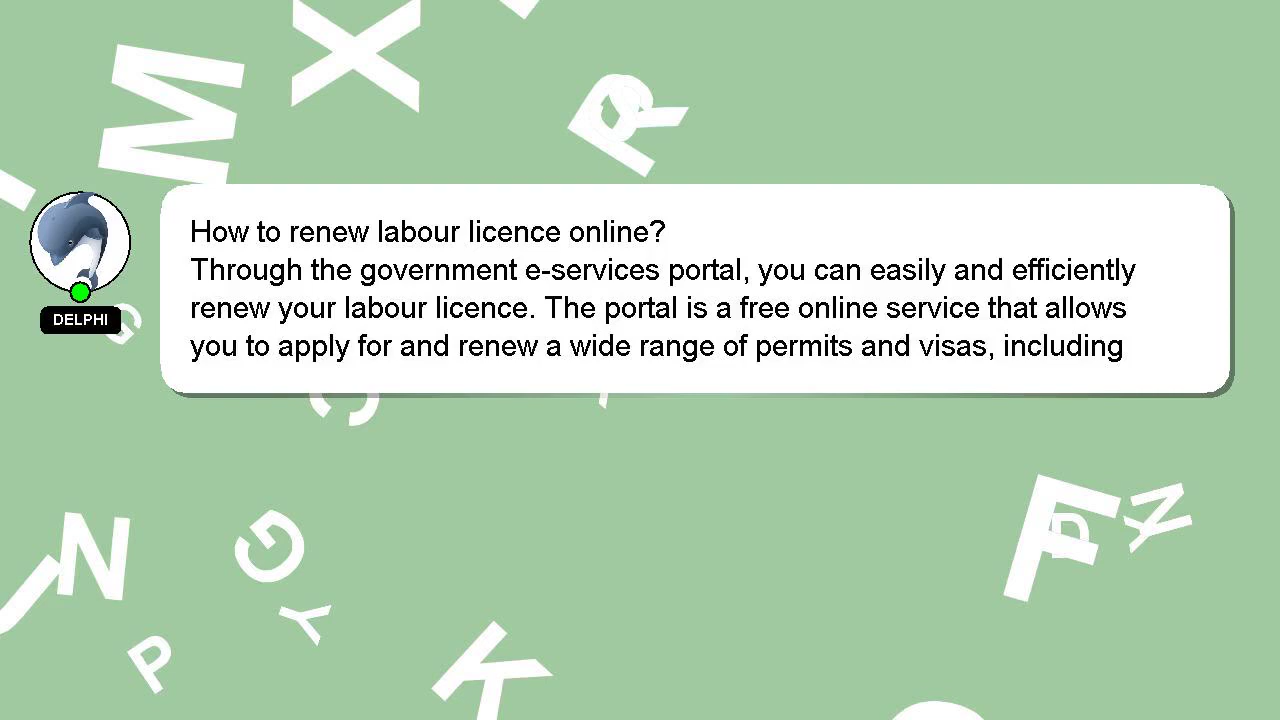 How to renew labour licence online?
Through the government e-services portal, you can easily and efficiently
renew your labour licence. The portal is a free online service that allows
you to apply for and renew a wide range of permits and visas, including
DELPHI
M
X
R
G
N
G
Y
P
K
F
D